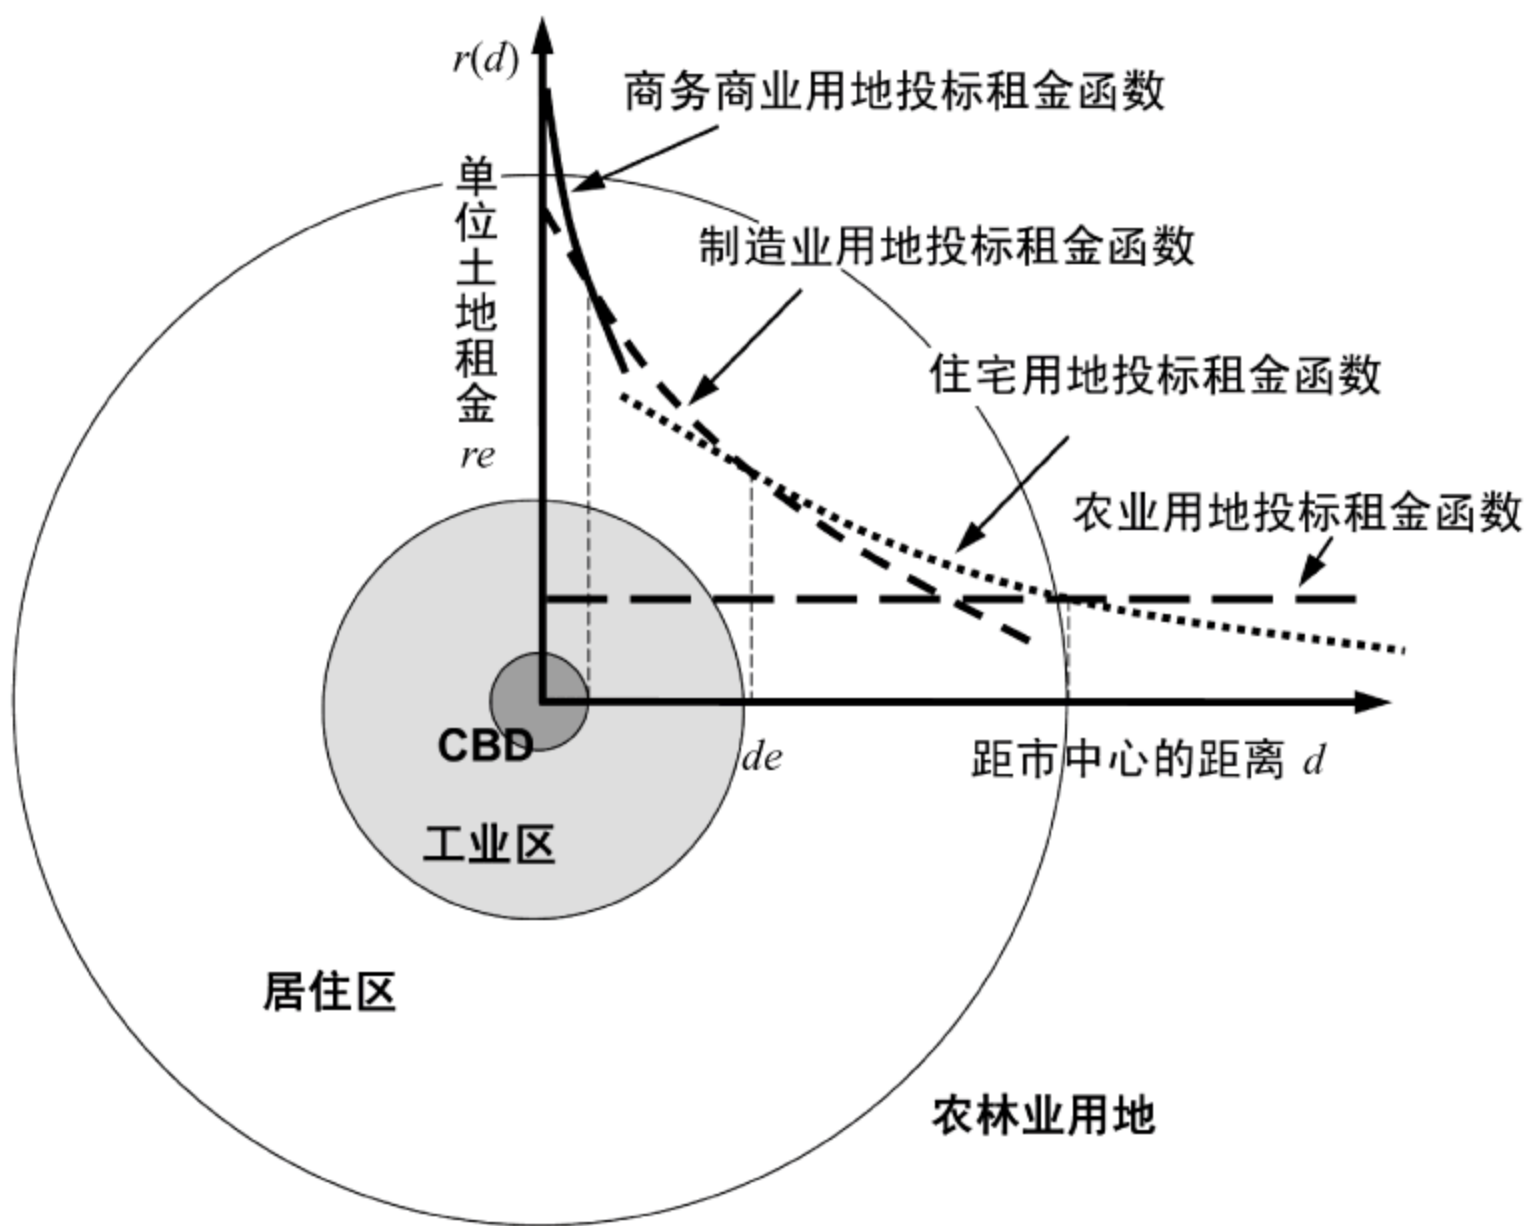 r(d)
商务商业用地投标租金函数
单位土地租金
re
制造业用地投标租金函数
住宅用地投标租金函数
农业用地投标租金函数
CBD
de
距市中心的距离 d
工业区
居住区
农林业用地